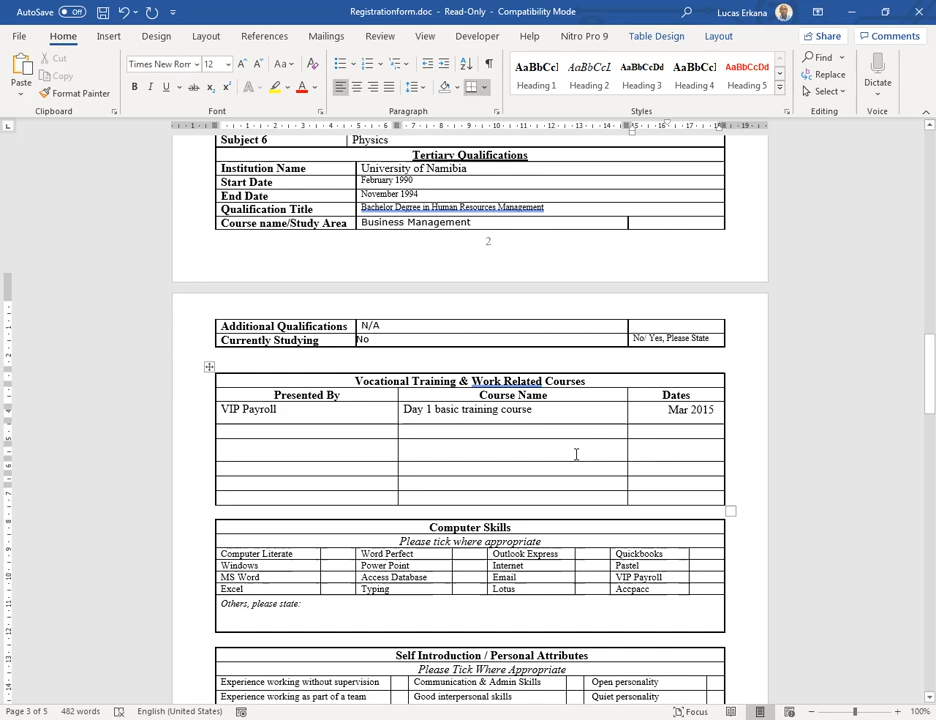 AutoSave Off Registrationform.doc - Read-Only - Compatibility Mode Lucas Erkana
File Home Insert Draw Design Layout References Mailings Review View Developer Help Nitro Pro 9 Table Design Layout Share Comments
Cut
Copy
Paste
Format Painter
Times New Rom 12
Aa
B I U ab x₂ x² A A
AaBbCcI AaBbCcL AaBbCcDd AaBbCcI AaBbCcDd
Heading 1 Heading 2 Heading 3 Heading 4 Heading 5
Find
Replace
Select
Dictate
Clipboard Font Paragraph Styles Editing Voice
Subject 6 Physics
Tertiary Qualifications
Institution Name University of Namibia
Start Date February 1990
End Date November 1994
Qualification Title Bachelor Degree in Human Resources Management
Course name/Study Area Business Management
2
Additional Qualifications N/A
Currently Studying No No/ Yes, Please State
Vocational Training & Work Related Courses
Presented By Course Name Dates
VIP Payroll Day 1 basic training course Mar 2015
Computer Skills
Please tick where appropriate
Computer Literate Word Perfect Outlook Express Quickbooks
Windows Power Point Internet Pastel
MS Word Access Database Email VIP Payroll
Excel Typing Lotus Accpacc
Others, please state:
Self Introduction / Personal Attributes
Please Tick Where Appropriate
Experience working without supervision Communication & Admin Skills Open personality
Experience working as part of a team Good interpersonal skills Quiet personality
Page 3 of 5 482 words English (United States) Focus 100%